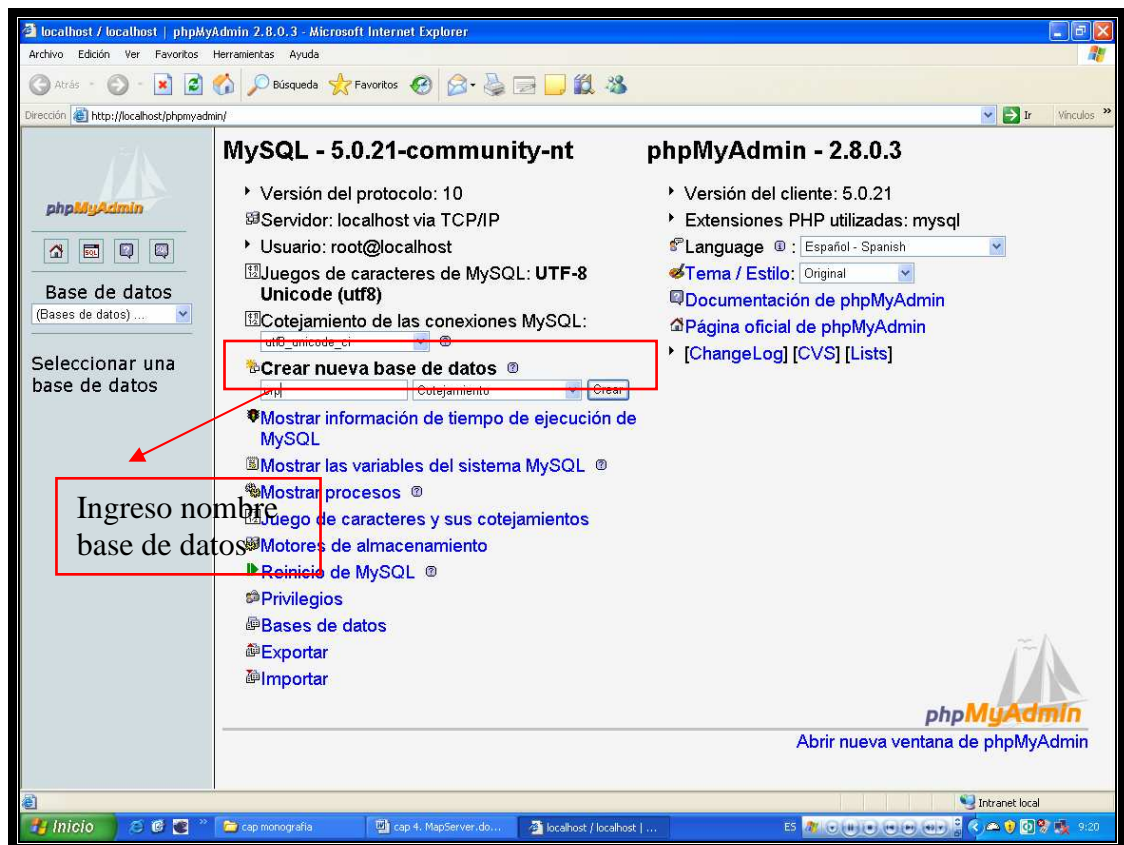 localhost / localhost | phpMyAdmin 2.8.0.3 - Microsoft Internet Explorer
Archivo Edición Ver Favoritos Herramientas Ayuda
Atrás Búsqueda Favoritos
Dirección http://localhost/phpmyadmin/ Ir Vínculos »
phpMyAdmin
SQL
Base de datos
(Bases de datos) ...
Seleccionar una
base de datos
MySQL - 5.0.21-community-nt
Versión del protocolo: 10
Servidor: localhost via TCP/IP
Usuario: root@localhost
Juegos de caracteres de MySQL: UTF-8
Unicode (utf8)
Cotejamiento de las conexiones MySQL:
utf8_unicode_ci
Crear nueva base de datos
Cotejamiento Crear
Mostrar información de tiempo de ejecución de
MySQL
Mostrar las variables del sistema MySQL
Mostrar procesos
Juego de caracteres y sus cotejamientos
Motores de almacenamiento
Reinicio de MySQL
Privilegios
Bases de datos
Exportar
Importar
phpMyAdmin - 2.8.0.3
Versión del cliente: 5.0.21
Extensiones PHP utilizadas: mysql
Language : Español - Spanish
Tema / Estilo: Original
Documentación de phpMyAdmin
Página oficial de phpMyAdmin
[ChangeLog] [CVS] [Lists]
Ingreso nombre
base de datos
phpMyAdmin
Abrir nueva ventana de phpMyAdmin
Intranet local
Inicio » cap monografia cap 4. MapServer.do... localhost / localhost | ... ES 9:20